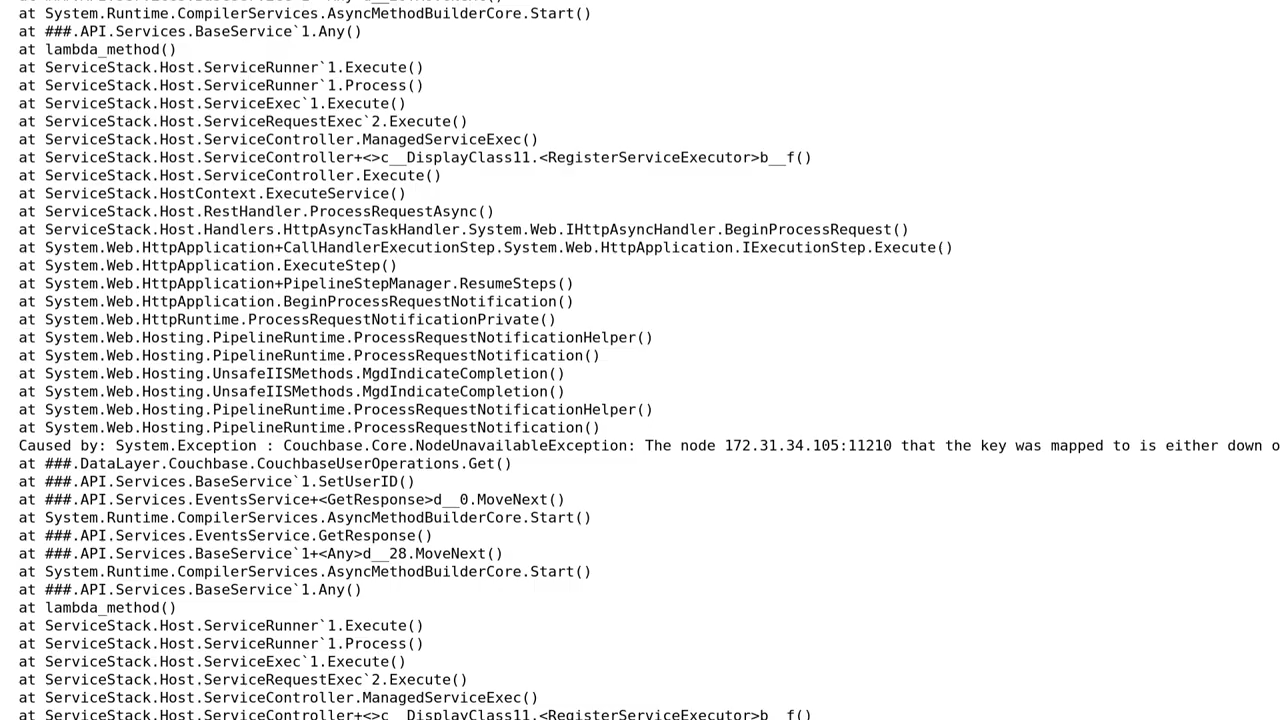 at System.Runtime.CompilerServices.AsyncMethodBuilderCore.Start()
at ###.API.Services.BaseService`1.Any()
at lambda_method()
at ServiceStack.Host.ServiceRunner`1.Execute()
at ServiceStack.Host.ServiceRunner`1.Process()
at ServiceStack.Host.ServiceExec`1.Execute()
at ServiceStack.Host.ServiceRequestExec`2.Execute()
at ServiceStack.Host.ServiceController.ManagedServiceExec()
at ServiceStack.Host.ServiceController+<>c__DisplayClass11.<RegisterServiceExecutor>b__f()
at ServiceStack.Host.ServiceController.Execute()
at ServiceStack.HostContext.ExecuteService()
at ServiceStack.Host.RestHandler.ProcessRequestAsync()
at ServiceStack.Host.Handlers.HttpAsyncTaskHandler.System.Web.IHttpAsyncHandler.BeginProcessRequest()
at System.Web.HttpApplication+CallHandlerExecutionStep.System.Web.HttpApplication.IExecutionStep.Execute()
at System.Web.HttpApplication.ExecuteStep()
at System.Web.HttpApplication+PipelineStepManager.ResumeSteps()
at System.Web.HttpApplication.BeginProcessRequestNotification()
at System.Web.HttpRuntime.ProcessRequestNotificationPrivate()
at System.Web.Hosting.PipelineRuntime.ProcessRequestNotificationHelper()
at System.Web.Hosting.PipelineRuntime.ProcessRequestNotification()
at System.Web.Hosting.UnsafeIISMethods.MgdIndicateCompletion()
at System.Web.Hosting.UnsafeIISMethods.MgdIndicateCompletion()
at System.Web.Hosting.PipelineRuntime.ProcessRequestNotificationHelper()
at System.Web.Hosting.PipelineRuntime.ProcessRequestNotification()
Caused by: System.Exception : Couchbase.Core.NodeUnavailableException: The node 172.31.34.105:11210 that the key was mapped to is either down o
at ###.DataLayer.Couchbase.CouchbaseUserOperations.Get()
at ###.API.Services.BaseService`1.SetUserID()
at ###.API.Services.EventsService+<GetResponse>d__0.MoveNext()
at System.Runtime.CompilerServices.AsyncMethodBuilderCore.Start()
at ###.API.Services.EventsService.GetResponse()
at ###.API.Services.BaseService`1+<Any>d__28.MoveNext()
at System.Runtime.CompilerServices.AsyncMethodBuilderCore.Start()
at ###.API.Services.BaseService`1.Any()
at lambda_method()
at ServiceStack.Host.ServiceRunner`1.Execute()
at ServiceStack.Host.ServiceRunner`1.Process()
at ServiceStack.Host.ServiceExec`1.Execute()
at ServiceStack.Host.ServiceRequestExec`2.Execute()
at ServiceStack.Host.ServiceController.ManagedServiceExec()
at ServiceStack.Host.ServiceController+<>c__DisplayClass11.<RegisterServiceExecutor>b__f()